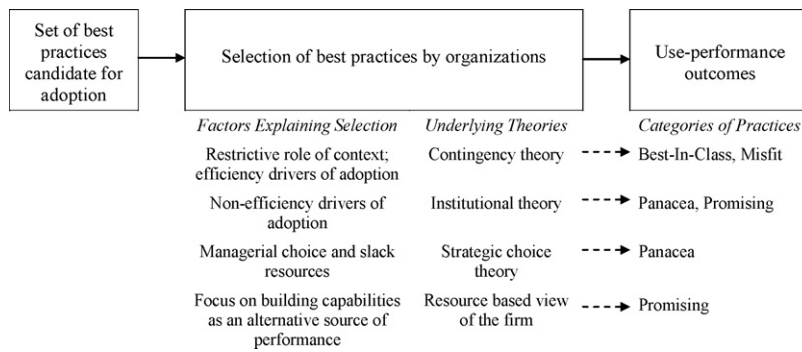 Set of best
practices
candidate for
adoption
Selection of best practices by organizations
Use-performance
outcomes
Factors Explaining Selection
Underlying Theories
Categories of Practices
Restrictive role of context;
efficiency drivers of adoption
Contingency theory
Best-In-Class, Misfit
Non-efficiency drivers of
adoption
Institutional theory
Panacea, Promising
Managerial choice and slack
resources
Strategic choice
theory
Panacea
Focus on building capabilities
as an alternative source of
performance
Resource based view
of the firm
Promising